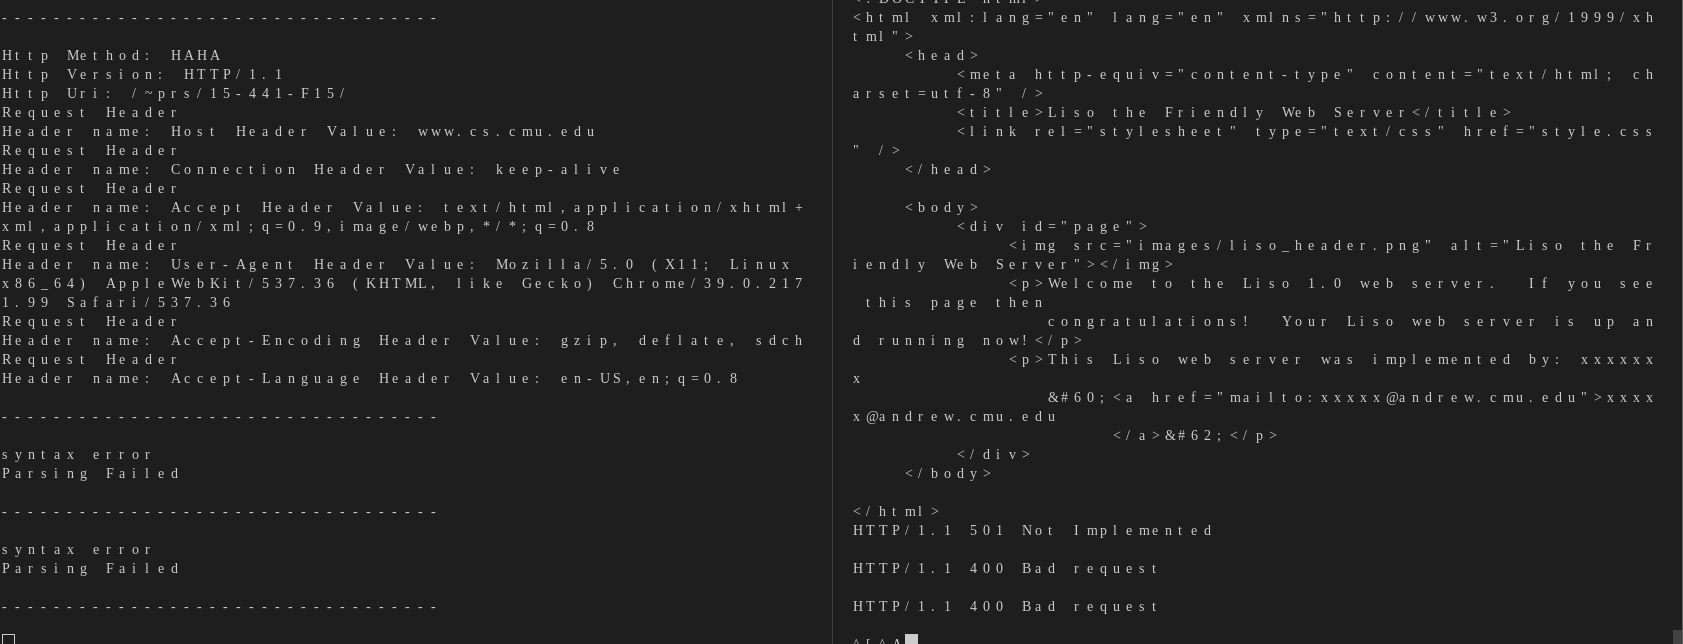 ---------------------------------
Http Method: HAHA
Http Version: HTTP/1.1
Http Uri: /~prs/15-441-F15/
Request Header
Header name: Host Header Value: www.cs.cmu.edu
Request Header
Header name: Connection Header Value: keep-alive
Request Header
Header name: Accept Header Value: text/html,application/xhtml+
xml,application/xml;q=0.9,image/webp,*/*;q=0.8
Request Header
Header name: User-Agent Header Value: Mozilla/5.0 (X11; Linux
x86_64) AppleWebKit/537.36 (KHTML, like Gecko) Chrome/39.0.217
1.99 Safari/537.36
Request Header
Header name: Accept-Encoding Header Value: gzip, deflate, sdch
Request Header
Header name: Accept-Language Header Value: en-US,en;q=0.8
---------------------------------
syntax error
Parsing Failed
---------------------------------
syntax error
Parsing Failed
---------------------------------
<!DOCTYPE html>
<html xml:lang="en" lang="en" xmlns="http://www.w3.org/1999/xh
tml">
<head>
<meta http-equiv="content-type" content="text/html; ch
arset=utf-8" />
<title>Liso the Friendly Web Server</title>
<link rel="stylesheet" type="text/css" href="style.css
" />
</head>
<body>
<div id="page">
<img src="images/liso_header.png" alt="Liso the Fr
iendly Web Server"></img>
<p>Welcome to the Liso 1.0 web server.  If you see
this page then
congratulations!  Your Liso web server is up an
d running now!</p>
<p>This Liso web server was implemented by: xxxxxx
x
&#60;<a href="mailto:xxxxx@andrew.cmu.edu">xxxx
x@andrew.cmu.edu
</a>&#62;</p>
</div>
</body>
</html>
HTTP/1.1 501 Not Implemented
HTTP/1.1 400 Bad request
HTTP/1.1 400 Bad request
^[^A